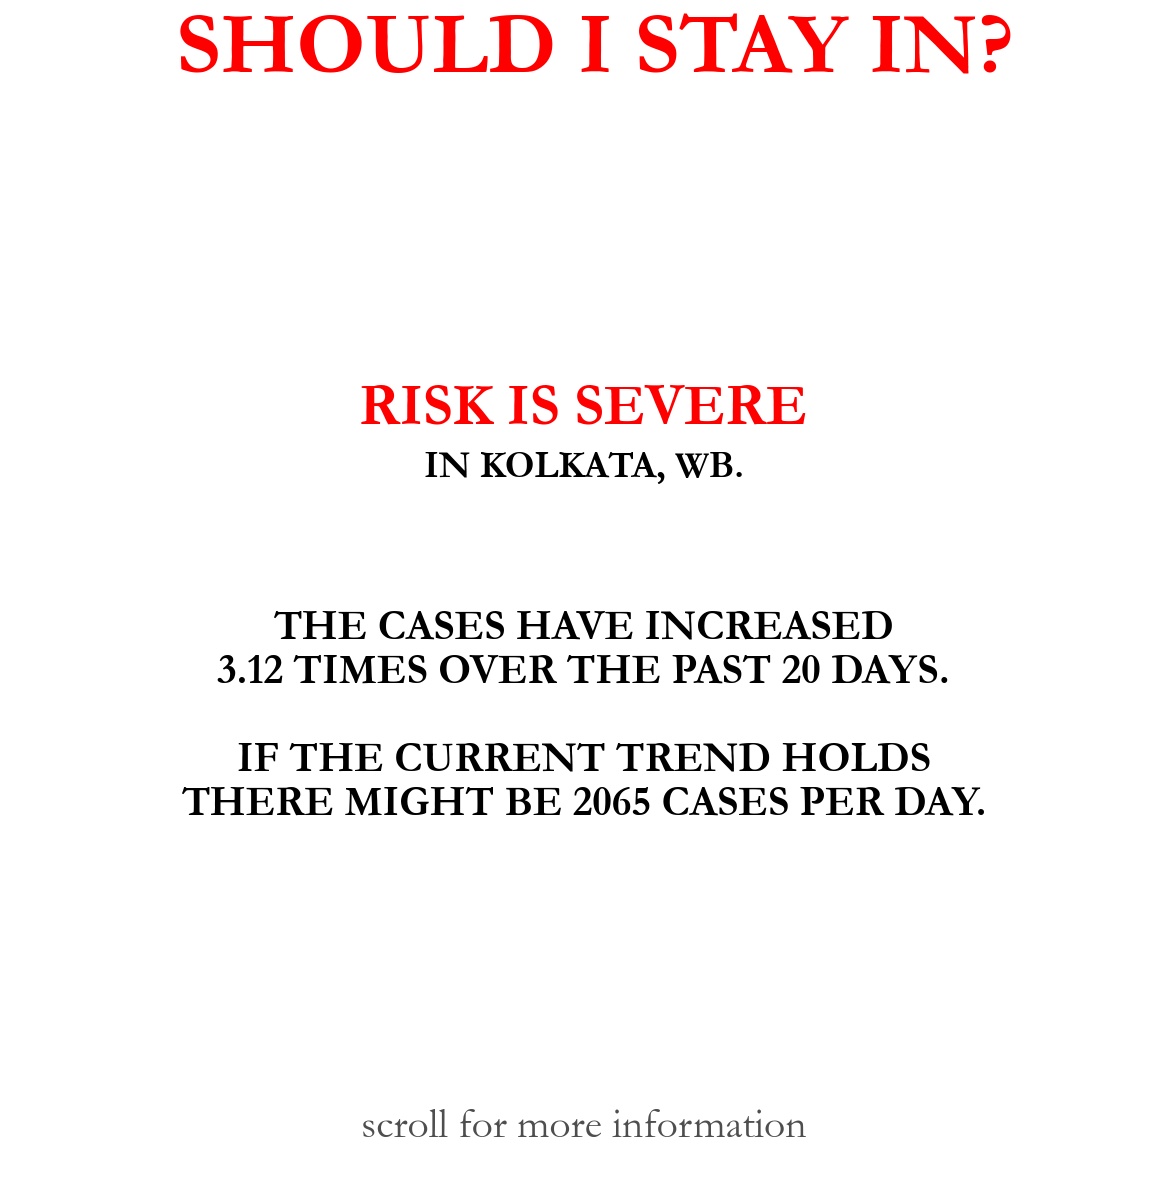 SHOULD I STAY IN?
RISK IS SEVERE
IN KOLKATA, WB.
THE CASES HAVE INCREASED
3.12 TIMES OVER THE PAST 20 DAYS.
IF THE CURRENT TREND HOLDS
THERE MIGHT BE 2065 CASES PER DAY.
scroll for more information